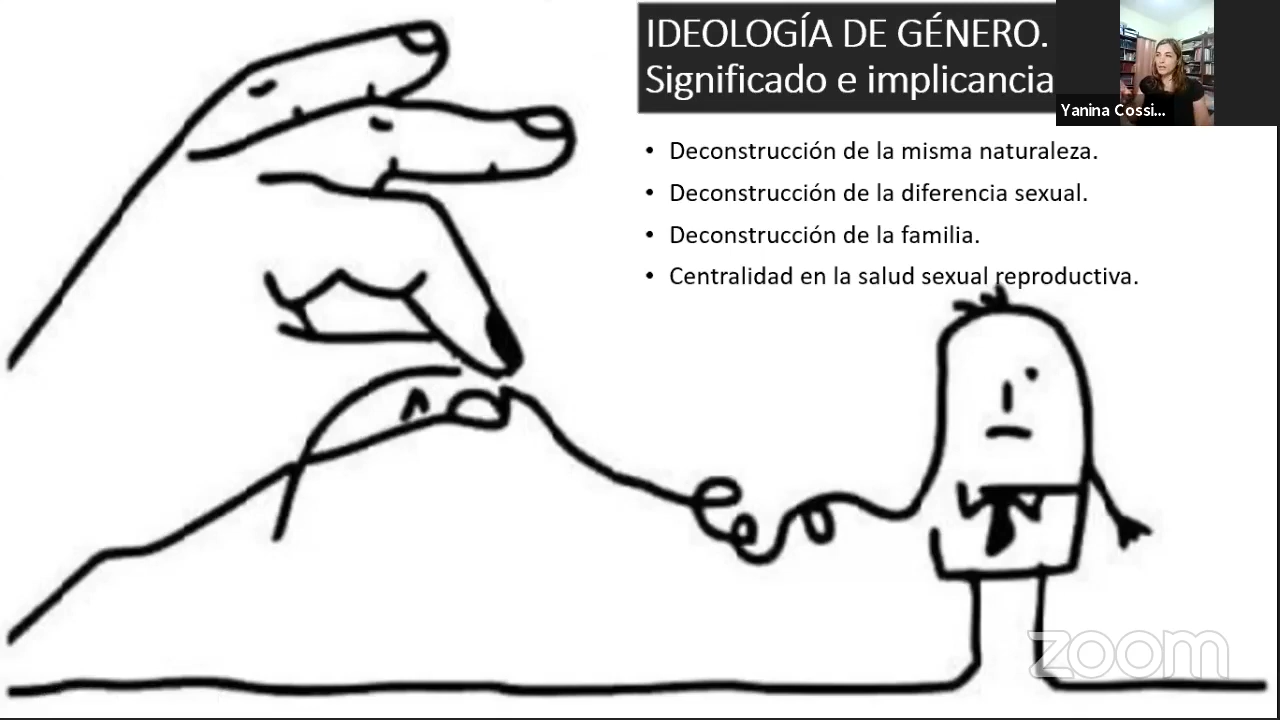 IDEOLOGÍA DE GÉNERO.
Significado e implicancia
Yanina Cossi...
• Deconstrucción de la misma naturaleza.
• Deconstrucción de la diferencia sexual.
• Deconstrucción de la familia.
• Centralidad en la salud sexual reproductiva.
zoom